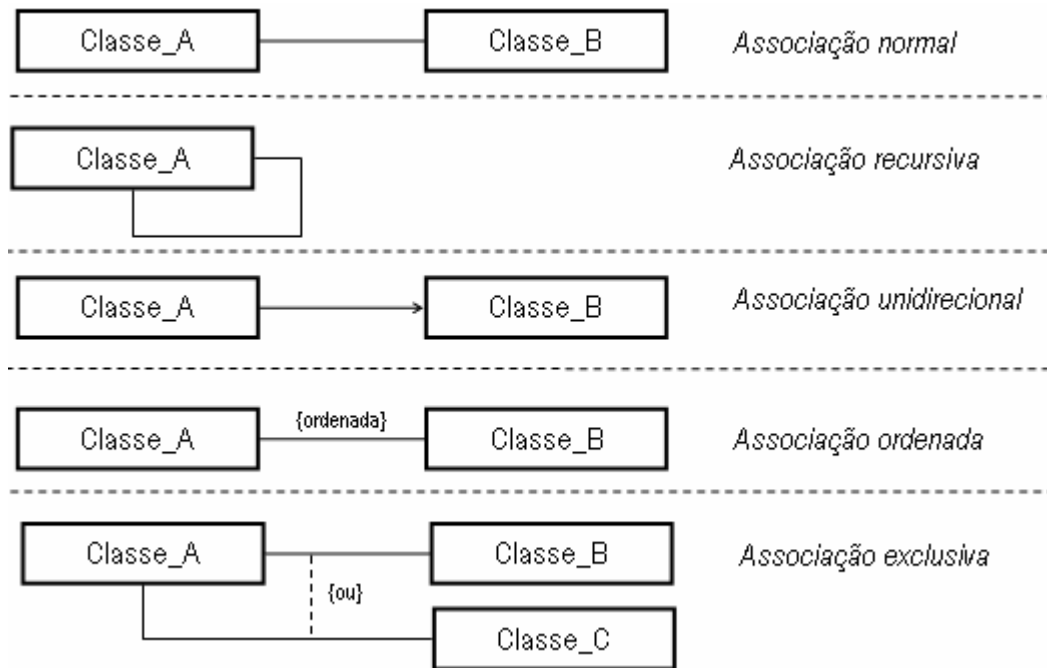 Classe_A Classe_B Associação normal
Classe_A Associação recursiva
Classe_A Classe_B Associação unidirecional
{ordenada}
Classe_A Classe_B Associação ordenada
Classe_A Classe_B Associação exclusiva
{ou}
Classe_C